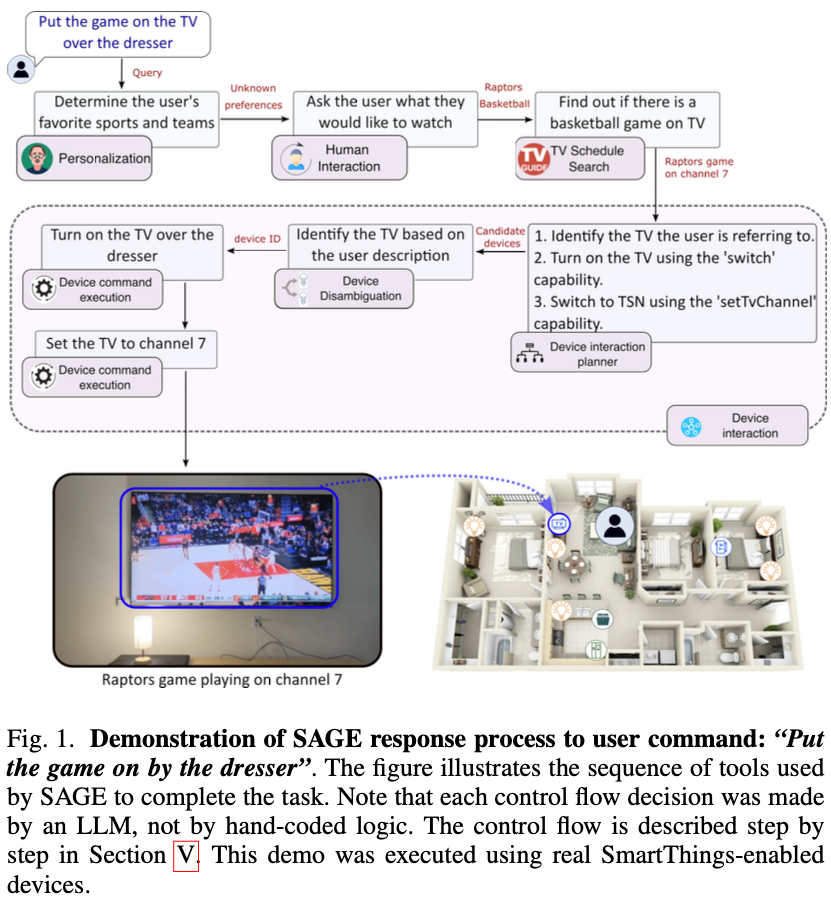 Put the game on the TV
over the dresser
Query
Determine the user's
favorite sports and teams
Personalization
Unknown
preferences
Ask the user what they
would like to watch
Human
Interaction
Raptors
Basketball
Find out if there is a
basketball game on TV
TV
GUIDE
TV Schedule
Search
Raptors game
on channel 7
1. Identify the TV the user is referring to.
2. Turn on the TV using the 'switch'
capability.
3. Switch to TSN using the 'setTvChannel'
capability.
Device interaction
planner
Candidate
devices
Identify the TV based on
the user description
Device
Disambiguation
device ID
Turn on the TV over the
dresser
Device command
execution
Set the TV to channel 7
Device command
execution
Device
interaction
Raptors game playing on channel 7
Fig. 1. Demonstration of SAGE response process to user command: “Put
the game on by the dresser”. The figure illustrates the sequence of tools used
by SAGE to complete the task. Note that each control flow decision was made
by an LLM, not by hand-coded logic. The control flow is described step by
step in Section V. This demo was executed using real SmartThings-enabled
devices.